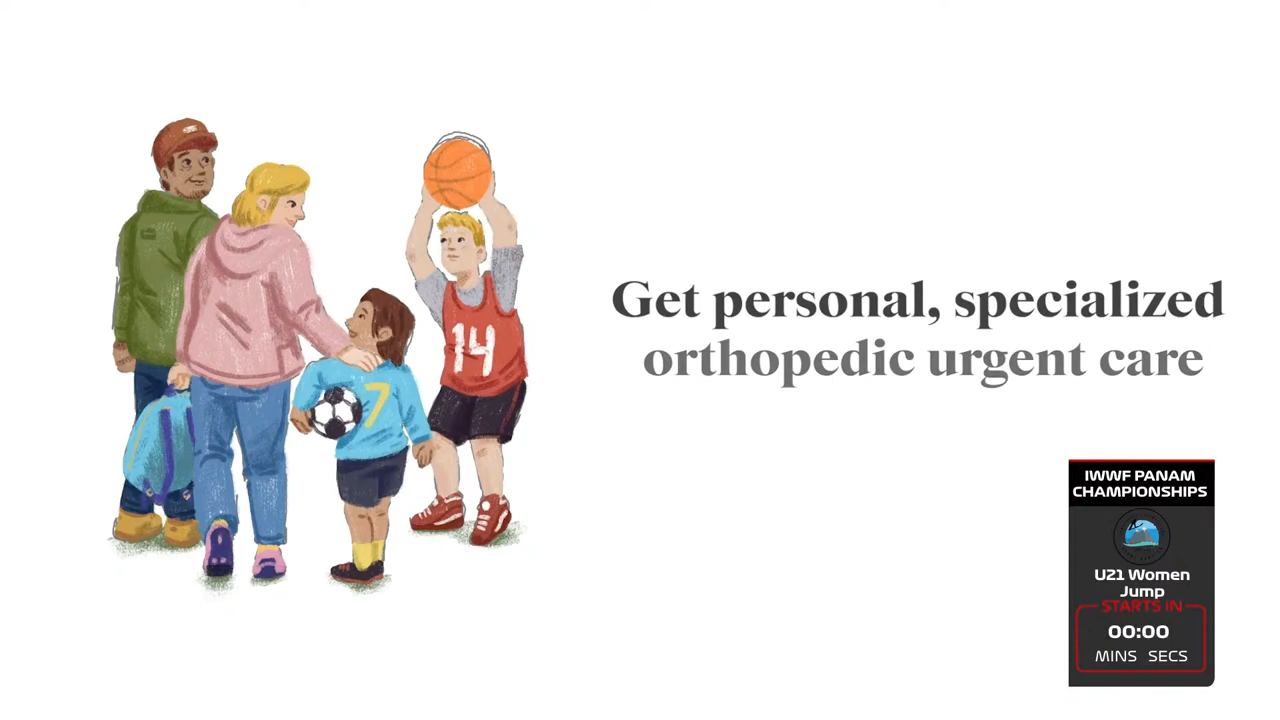 14
7
Get personal, specialized
orthopedic urgent care
IWWF PANAM
CHAMPIONSHIPS
U21 Women
Jump
STARTS IN
00:00
MINS SECS